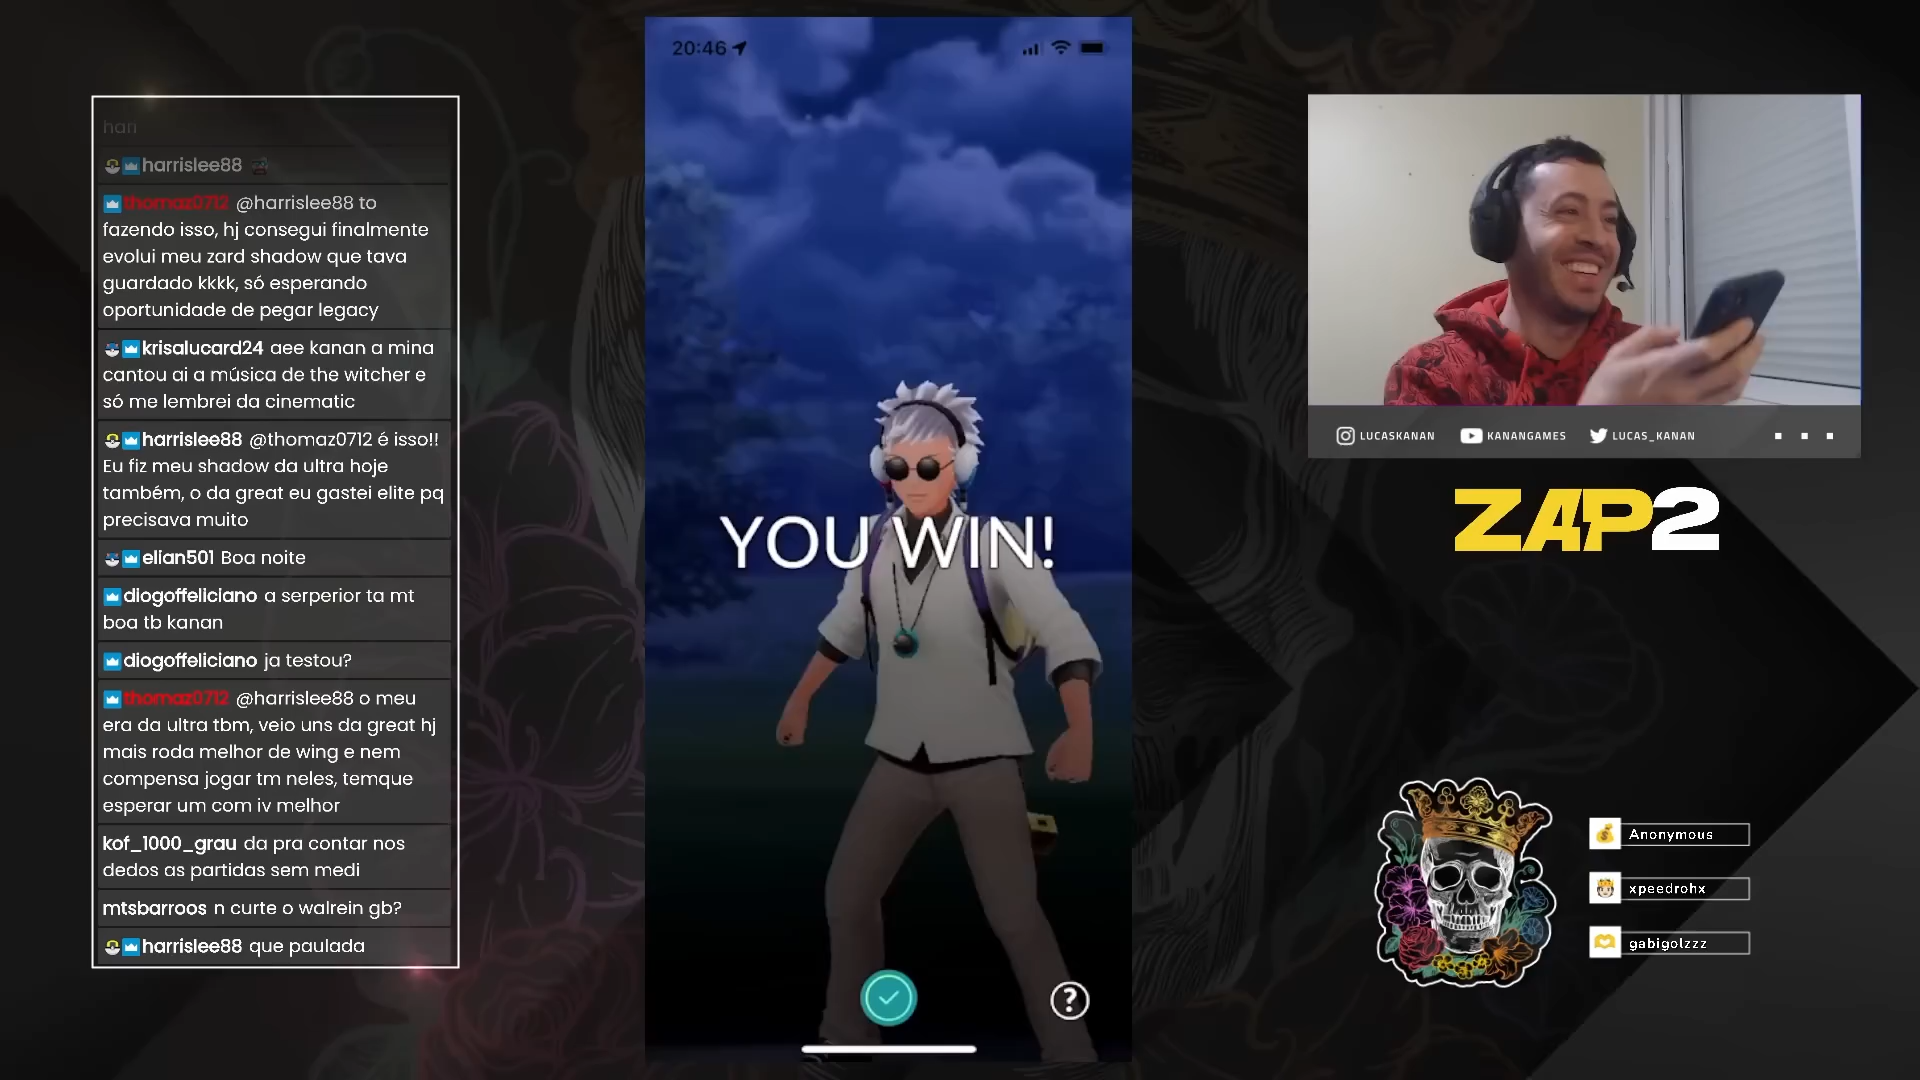 hari
harrislee88
thomaz0712 @harrislee88 to
fazendo isso, hj consegui finalmente
evolui meu zard shadow que tava
guardado kkkk, só esperando
oportunidade de pegar legacy
krisalucard24 aee kanan a mina
cantou ai a música de the witcher e
só me lembrei da cinematic
harrislee88 @thomaz0712 é isso!!
Eu fiz meu shadow da ultra hoje
também, o da great eu gastei elite pq
precisava muito
elian501 Boa noite
diogoffeliciano a serperior ta mt
boa tb kanan
diogoffeliciano ja testou?
thomaz0712 @harrislee88 o meu
era da ultra tbm, veio uns da great hj
mais roda melhor de wing e nem
compensa jogar tm neles, temque
esperar um com iv melhor
kof_1000_grau da pra contar nos
dedos as partidas sem medi
mtsbarroos n curte o walrein gb?
harrislee88 que paulada
20:46
YOU WIN!
?
LUCASKANAN KANANGAMES LUCAS_KANAN
ZAP2
Anonymous
xpeedrohx
gabigolzzz